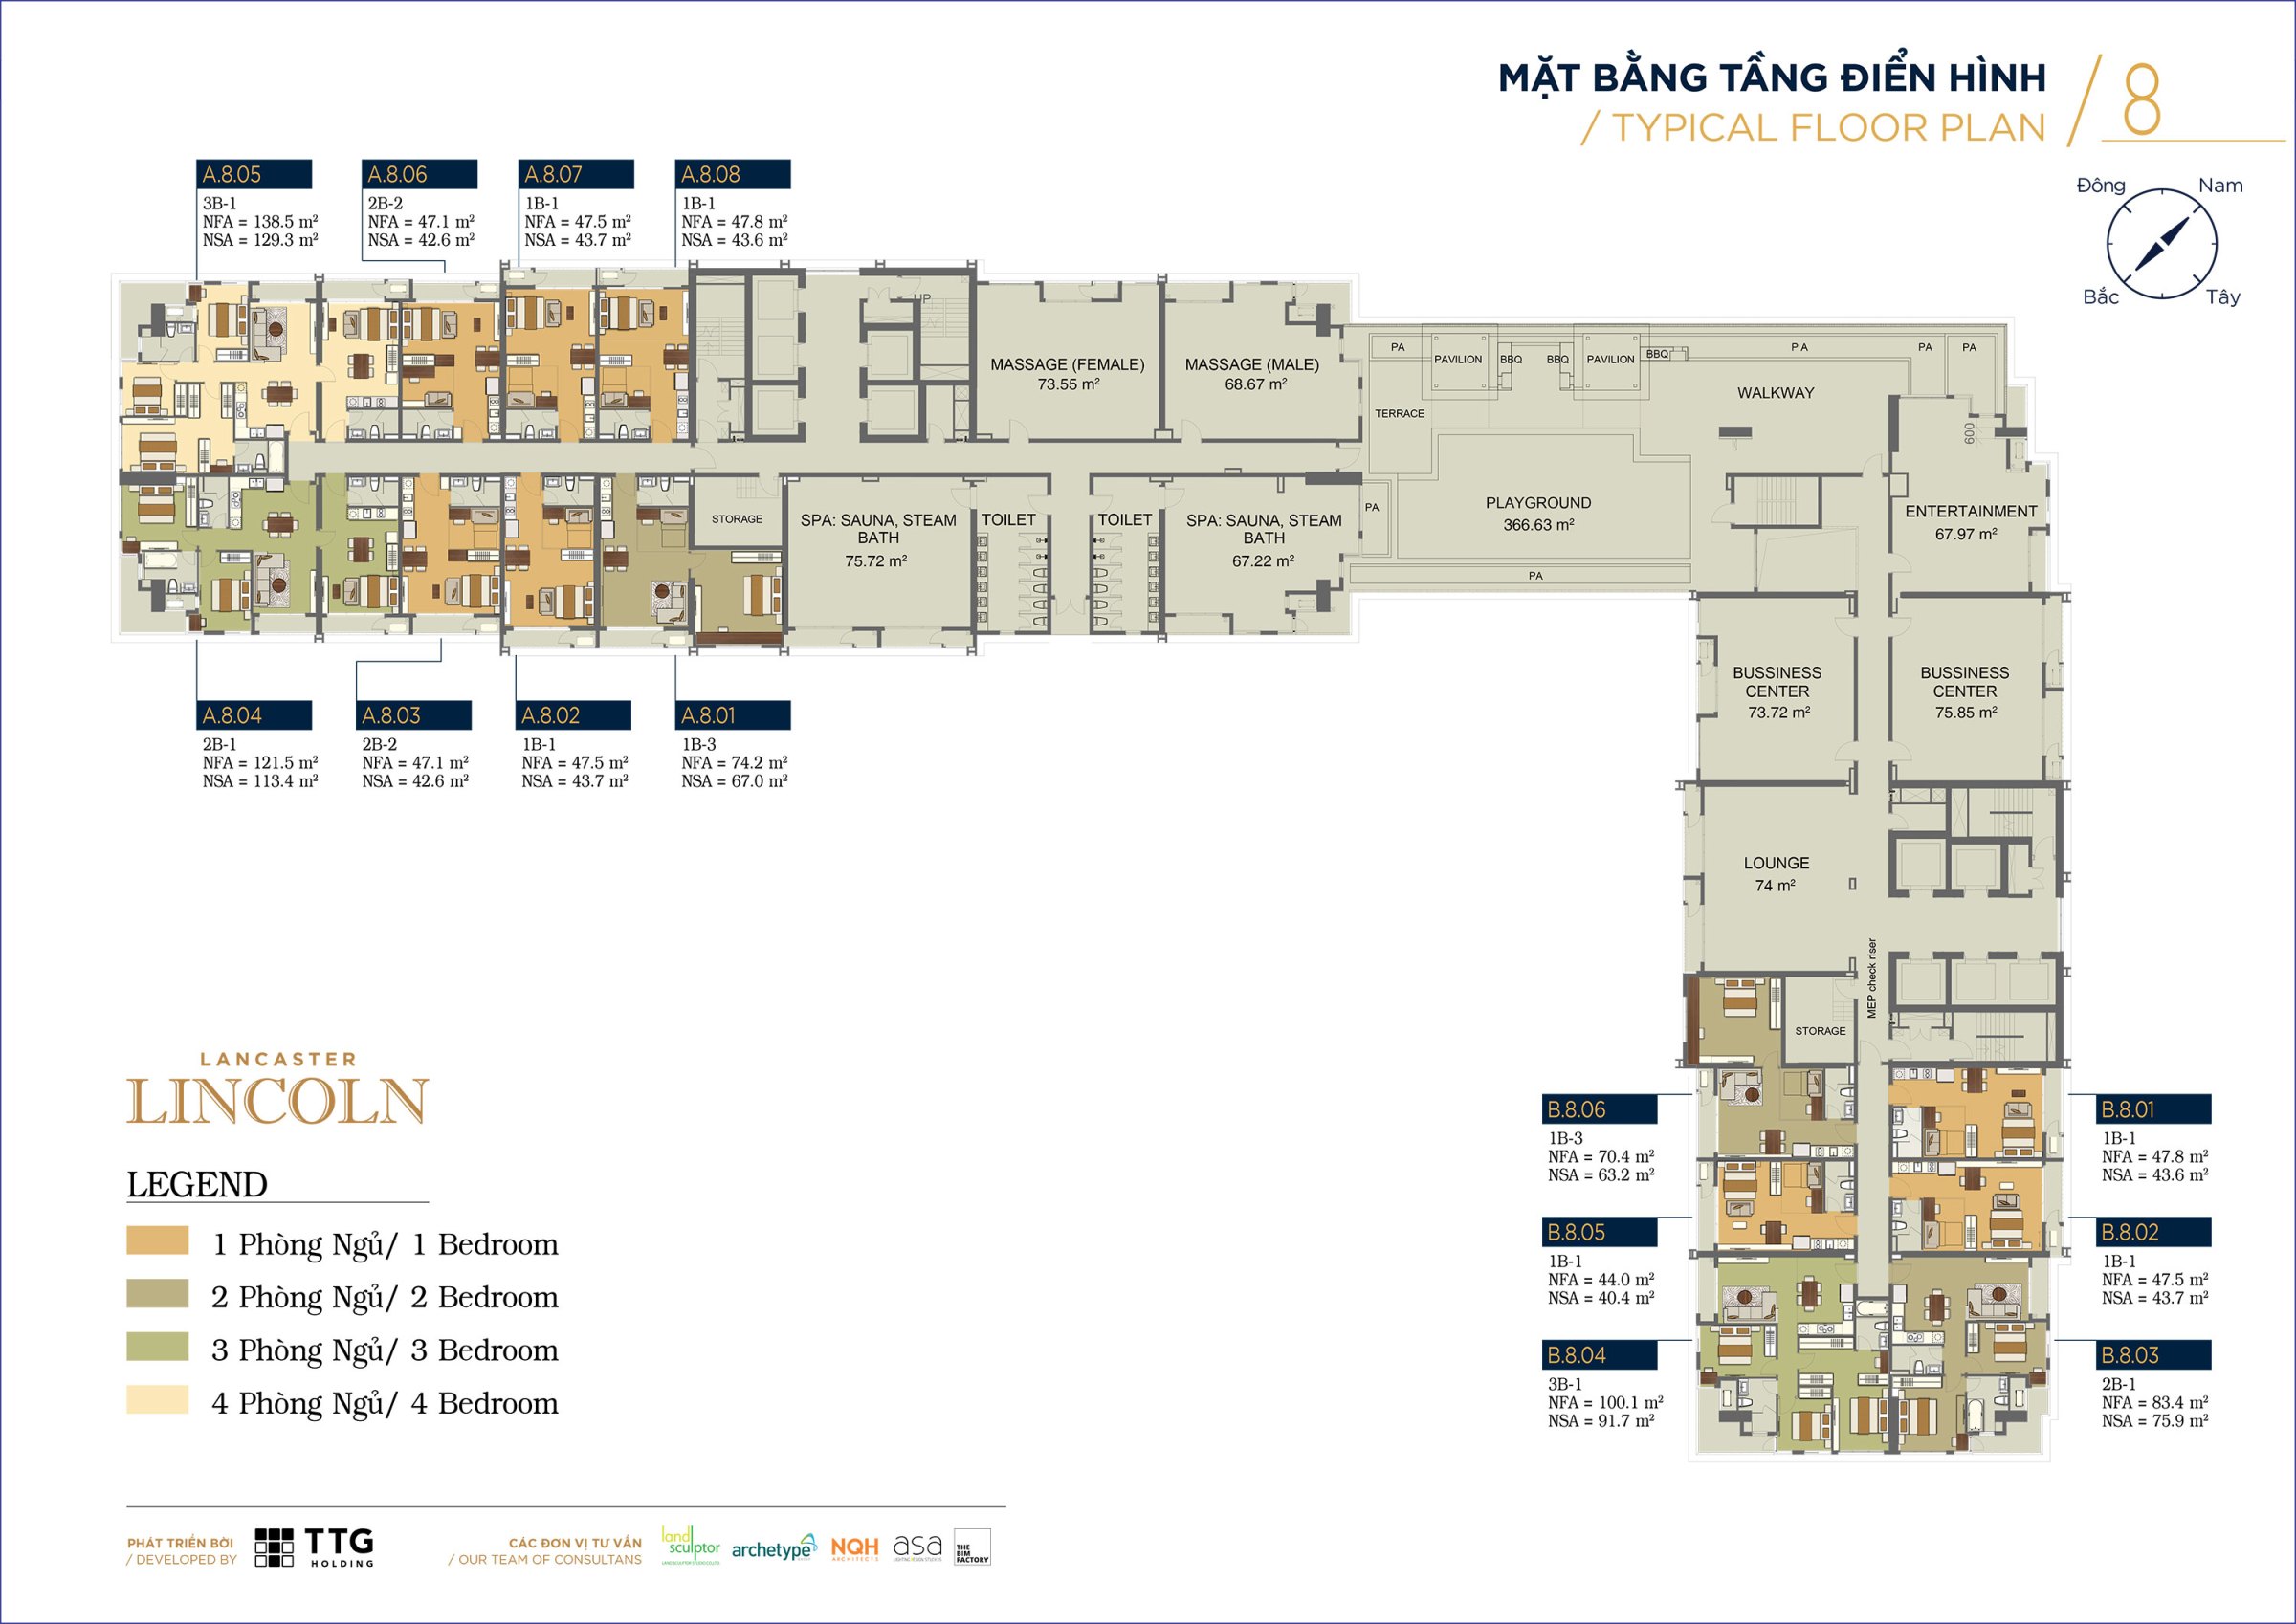 MẶT BẰNG TẦNG ĐIỂN HÌNH
/ TYPICAL FLOOR PLAN
/ 8
Đông
Nam
Bắc
Tây
A.8.05
3B-1
NFA = 138.5 m²
NSA = 129.3 m²
A.8.06
2B-2
NFA = 47.1 m²
NSA = 42.6 m²
A.8.07
1B-1
NFA = 47.5 m²
NSA = 43.7 m²
A.8.08
1B-1
NFA = 47.8 m²
NSA = 43.6 m²
UP
MASSAGE (FEMALE)
73.55 m²
MASSAGE (MALE)
68.67 m²
PA
PAVILION
BBQ
BBQ
PAVILION
BBQ
P A
PA
PA
WALKWAY
TERRACE
600
STORAGE
SPA: SAUNA, STEAM
BATH
75.72 m²
TOILET
TOILET
SPA: SAUNA, STEAM
BATH
67.22 m²
PA
PLAYGROUND
366.63 m²
PA
ENTERTAINMENT
67.97 m²
A.8.04
2B-1
NFA = 121.5 m²
NSA = 113.4 m²
A.8.03
2B-2
NFA = 47.1 m²
NSA = 42.6 m²
A.8.02
1B-1
NFA = 47.5 m²
NSA = 43.7 m²
A.8.01
1B-3
NFA = 74.2 m²
NSA = 67.0 m²
BUSSINESS
CENTER
73.72 m²
BUSSINESS
CENTER
75.85 m²
LOUNGE
74 m²
MEP check riser
STORAGE
B.8.06
1B-3
NFA = 70.4 m²
NSA = 63.2 m²
B.8.05
1B-1
NFA = 44.0 m²
NSA = 40.4 m²
B.8.04
3B-1
NFA = 100.1 m²
NSA = 91.7 m²
B.8.01
1B-1
NFA = 47.8 m²
NSA = 43.6 m²
B.8.02
1B-1
NFA = 47.5 m²
NSA = 43.7 m²
B.8.03
2B-1
NFA = 83.4 m²
NSA = 75.9 m²
LANCASTER
LINCOLN
LEGEND
1 Phòng Ngủ/ 1 Bedroom
2 Phòng Ngủ/ 2 Bedroom
3 Phòng Ngủ/ 3 Bedroom
4 Phòng Ngủ/ 4 Bedroom
PHÁT TRIỂN BỞI
/ DEVELOPED BY
TTG
HOLDING
CÁC ĐƠN VỊ TƯ VẤN
/ OUR TEAM OF CONSULTANS
land
sculptor
archetype
NQH
ARCHITECTS
asa
THE
BIM
FACTORY